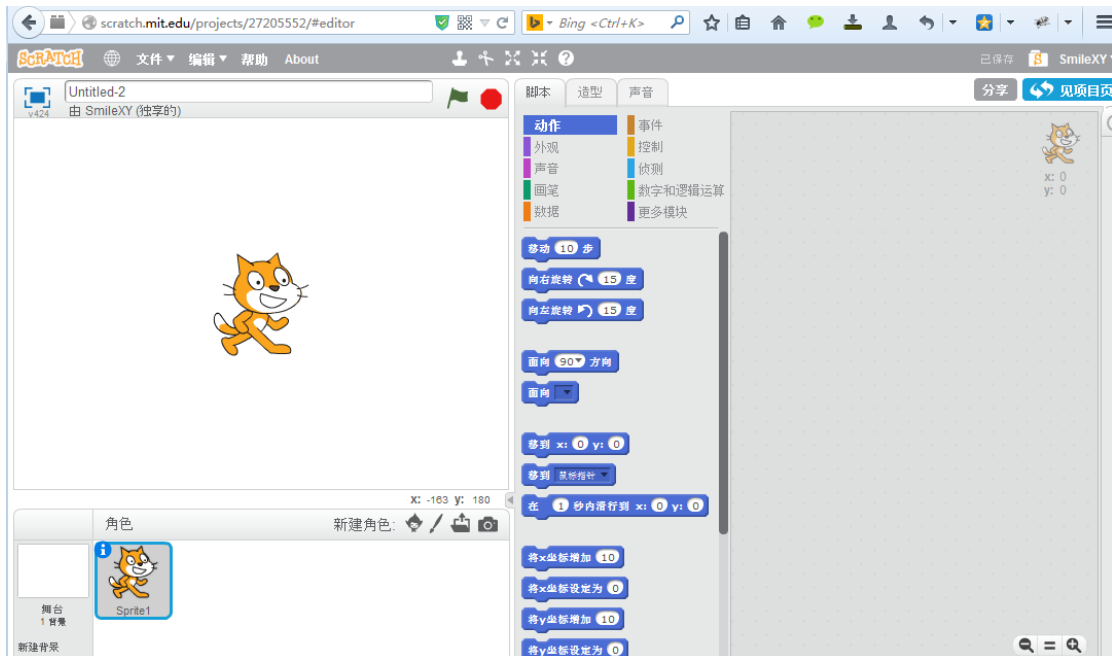 scratch.mit.edu/projects/27205552/#editor
Bing <Ctrl+K>
SCRATCH 文件 编辑 帮助 About 已保存 SmileXY
v424 Untitled-2
由 SmileXY (独享的)
脚本 造型 声音
分享 见项目页
动作 事件
外观 控制
声音 侦测
画笔 数字和逻辑运算
数据 更多模块
x: 0
y: 0
移动 10 步
向右旋转 15 度
向左旋转 15 度
面向 90 方向
面向
移到 x: 0 y: 0
移到 鼠标指针
在 1 秒内滑行到 x: 0 y: 0
将x坐标增加 10
将x坐标设定为 0
将y坐标增加 10
将y坐标设定为 0
X: -163 y: 180
角色 新建角色:
Sprite1
舞台
1 背景
新建背景